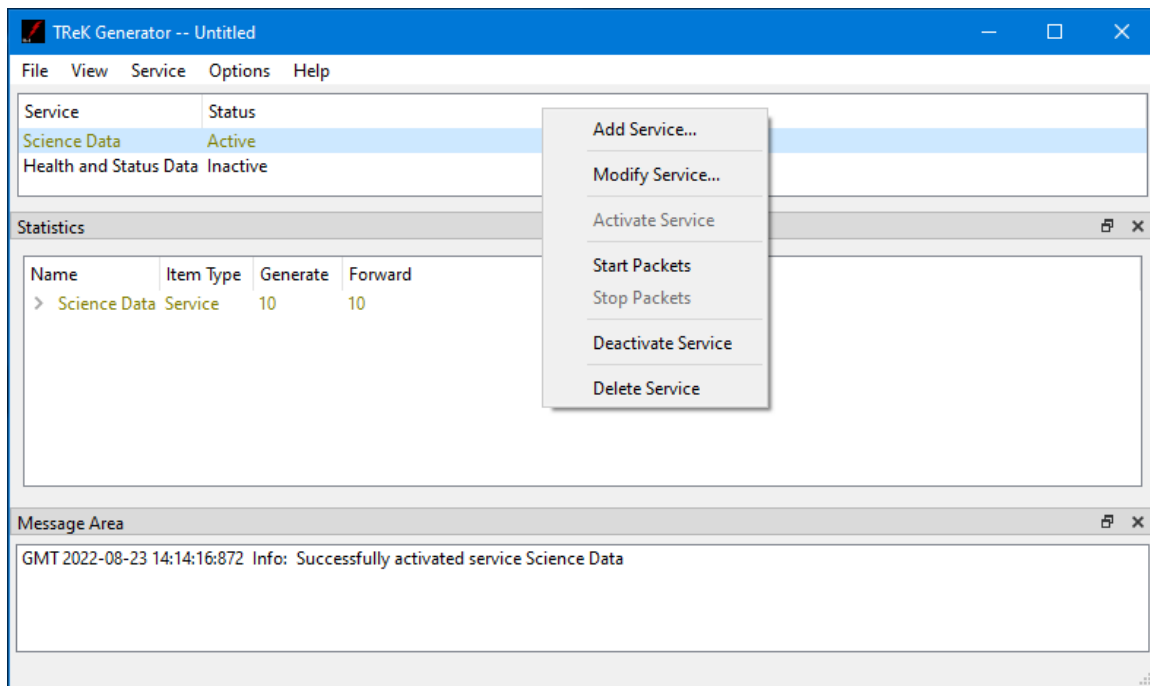 TReK Generator -- Untitled
File View Service Options Help
Service Status
Science Data Active
Health and Status Data Inactive
Add Service...
Modify Service...
Activate Service
Start Packets
Stop Packets
Deactivate Service
Delete Service
Statistics
Name Item Type Generate Forward
Science Data Service 10 10
Message Area
GMT 2022-08-23 14:14:16:872 Info: Successfully activated service Science Data